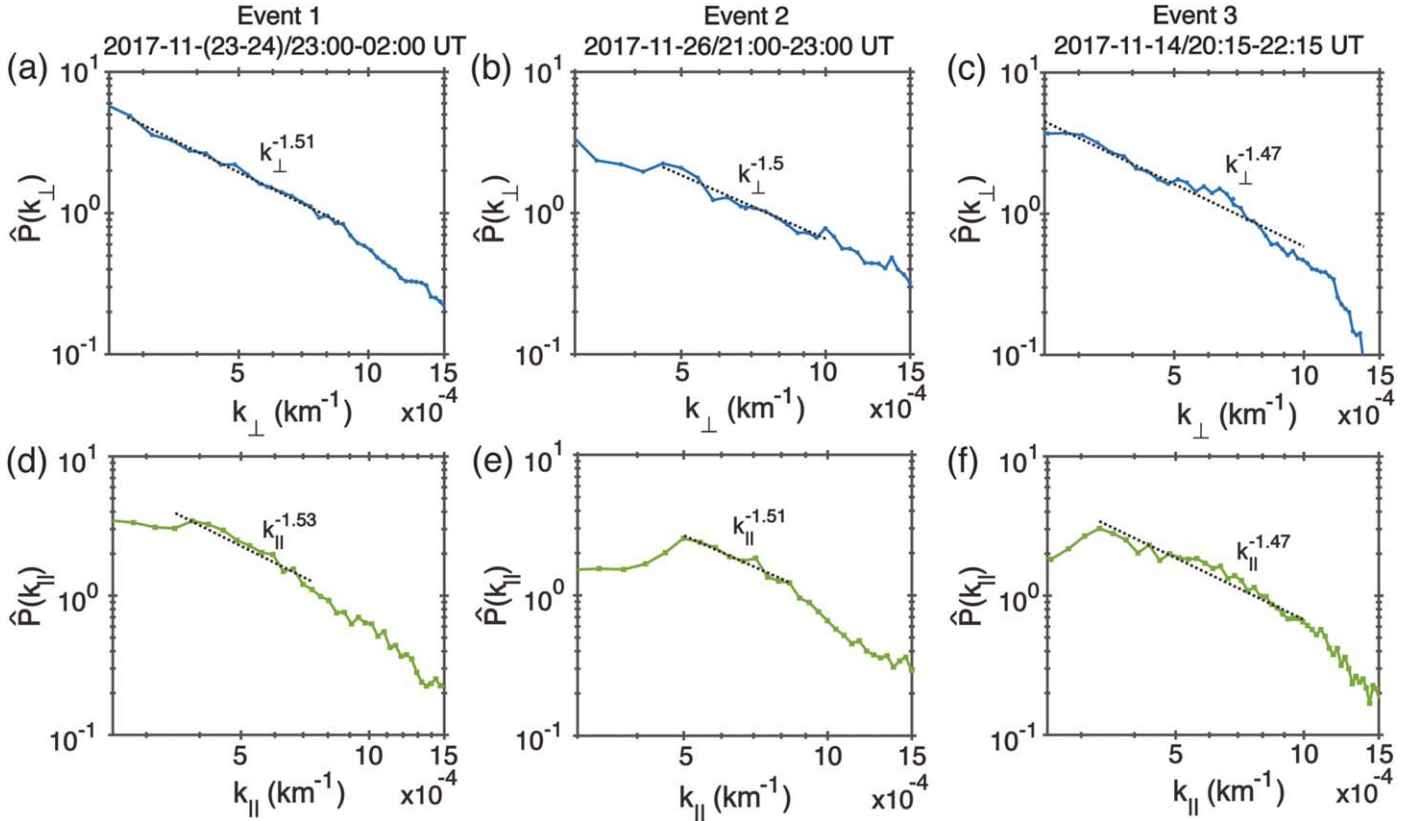 Event 1
2017-11-(23-24)/23:00-02:00 UT
Event 2
2017-11-26/21:00-23:00 UT
Event 3
2017-11-14/20:15-22:15 UT
(a)
10^1
10^0
10^-1
P̂(k⊥)
k⊥^-1.51
5
10
15
k⊥ (km^-1)
x10^-4
(b)
10^1
10^0
10^-1
P̂(k⊥)
k⊥^-1.5
5
10
15
k⊥ (km^-1)
x10^-4
(c)
10^1
10^0
10^-1
P̂(k⊥)
k⊥^-1.47
5
10
15
k⊥ (km^-1)
x10^-4
(d)
10^1
10^0
10^-1
P̂(k||)
k||^-1.53
5
10
15
k|| (km^-1)
x10^-4
(e)
10^1
10^0
10^-1
P̂(k||)
k||^-1.51
5
10
15
k|| (km^-1)
x10^-4
(f)
10^1
10^0
10^-1
P̂(k||)
k||^-1.47
5
10
15
k|| (km^-1)
x10^-4